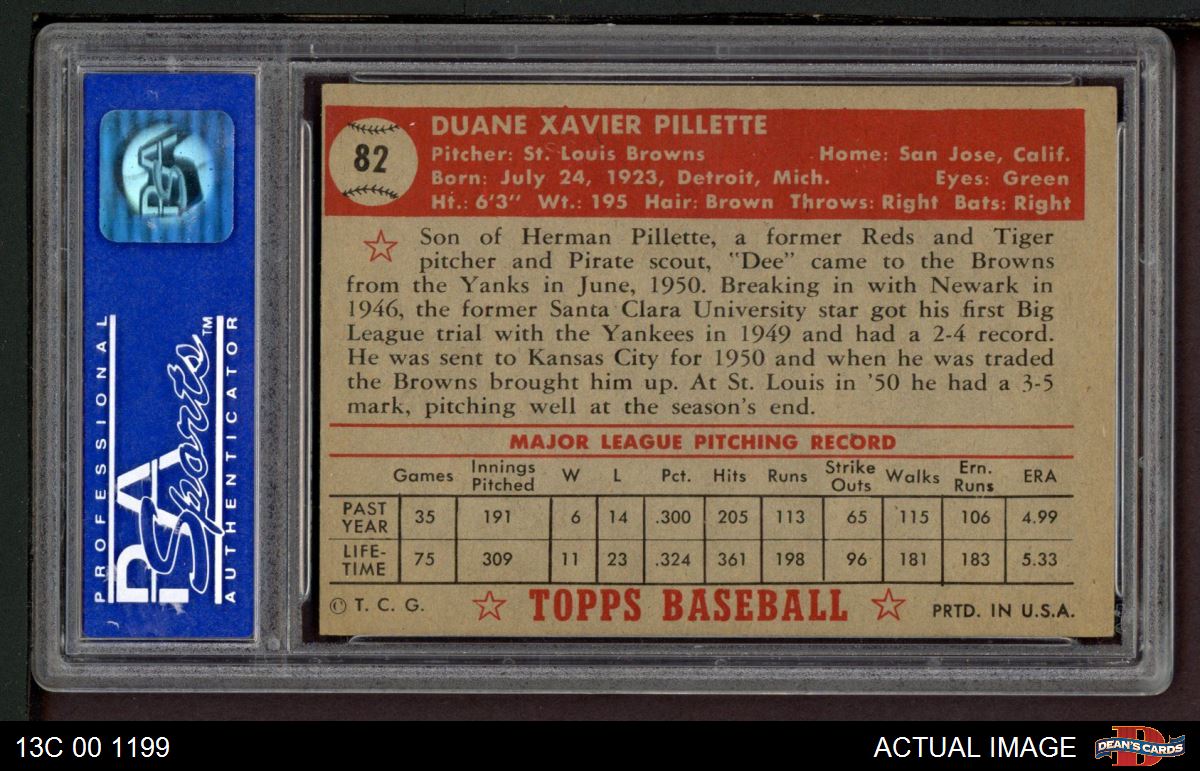 PSA
PROFESSIONAL
PSA Sports™
AUTHENTICATOR
82
DUANE XAVIER PILLETTE
Pitcher: St. Louis Browns Home: San Jose, Calif.
Born: July 24, 1923, Detroit, Mich. Eyes: Green
Ht.: 6'3" Wt.: 195 Hair: Brown Throws: Right Bats: Right
Son of Herman Pillette, a former Reds and Tiger
pitcher and Pirate scout, "Dee" came to the Browns
from the Yanks in June, 1950. Breaking in with Newark in
1946, the former Santa Clara University star got his first Big
League trial with the Yankees in 1949 and had a 2-4 record.
He was sent to Kansas City for 1950 and when he was traded
the Browns brought him up. At St. Louis in '50 he had a 3-5
mark, pitching well at the season's end.
MAJOR LEAGUE PITCHING RECORD
Games Innings Pitched W L Pct. Hits Runs Strike Outs Walks Ern. Runs ERA
PAST YEAR 35 191 6 14 .300 205 113 65 115 106 4.99
LIFE-TIME 75 309 11 23 .324 361 198 96 181 183 5.33
© T. C. G. TOPPS BASEBALL PRTD. IN U.S.A.
13C 00 1199 ACTUAL IMAGE D DEAN'S CARDS